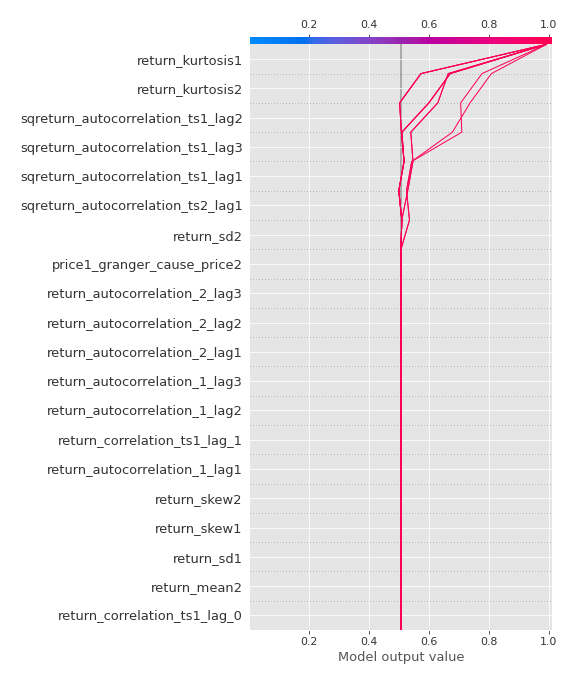 0.2 0.4 0.6 0.8 1.0
return_kurtosis1
return_kurtosis2
sqreturn_autocorrelation_ts1_lag2
sqreturn_autocorrelation_ts1_lag3
sqreturn_autocorrelation_ts1_lag1
sqreturn_autocorrelation_ts2_lag1
return_sd2
price1_granger_cause_price2
return_autocorrelation_2_lag3
return_autocorrelation_2_lag2
return_autocorrelation_2_lag1
return_autocorrelation_1_lag3
return_autocorrelation_1_lag2
return_correlation_ts1_lag_1
return_autocorrelation_1_lag1
return_skew2
return_skew1
return_sd1
return_mean2
return_correlation_ts1_lag_0
0.2 0.4 0.6 0.8 1.0
Model output value